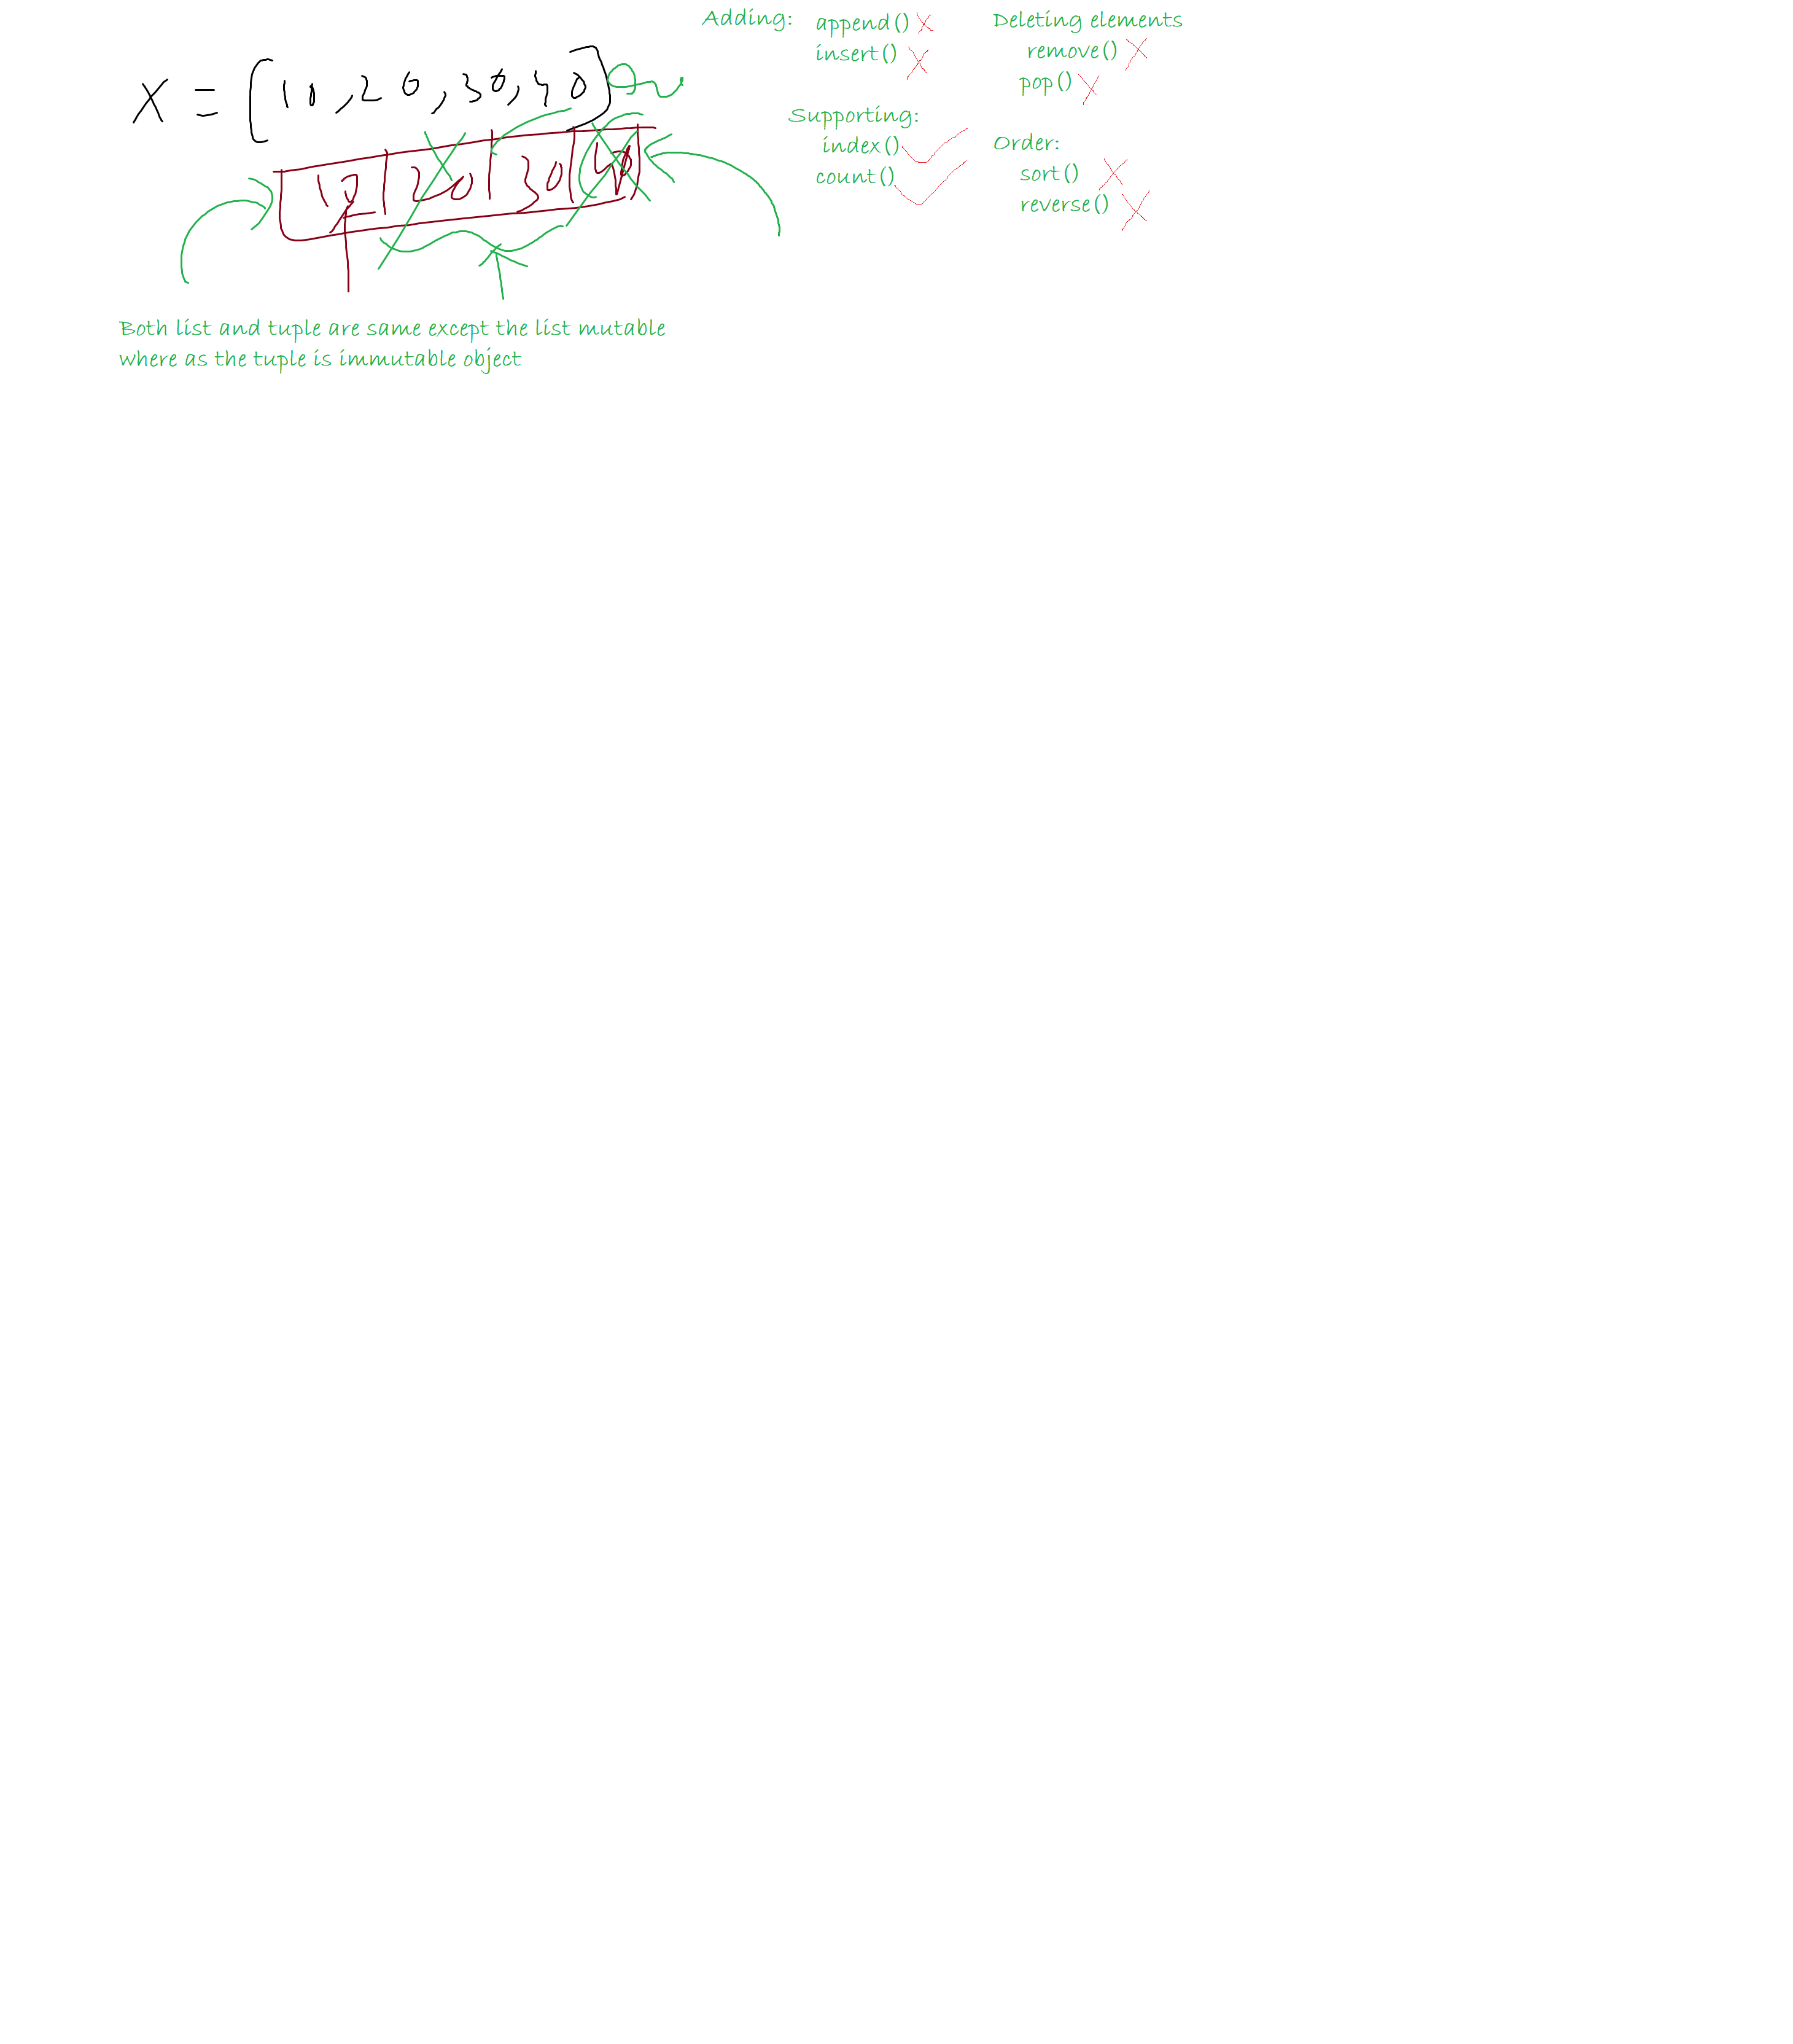 X = [10,20,30,40]
10 20 30 40
Both list and tuple are same except the list mutable
where as the tuple is immutable object
Adding: append()
insert()
Supporting:
index()
count()
Deleting elements
remove()
pop()
Order:
sort()
reverse()